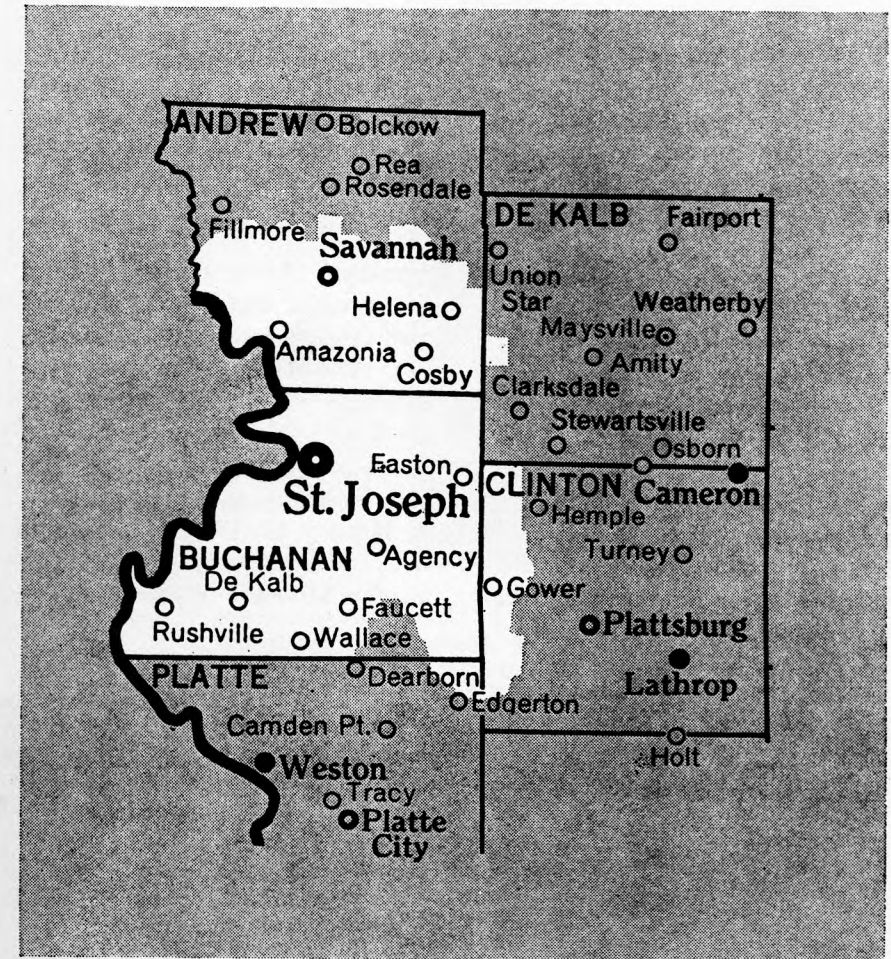 ANDREW
Bolckow
Rea
Rosendale
Fillmore
Savannah
Helena
Amazonia
Cosby
DE KALB
Fairport
Union
Star
Weatherby
Maysville
Amity
Clarksdale
Stewartsville
Osborn
Easton
St. Joseph
CLINTON
Cameron
Hemple
BUCHANAN
Agency
Turney
De Kalb
Gower
Faucett
Rushville
Wallace
Plattsburg
PLATTE
Dearborn
Lathrop
Edgerton
Camden Pt.
Holt
Weston
Tracy
Platte
City